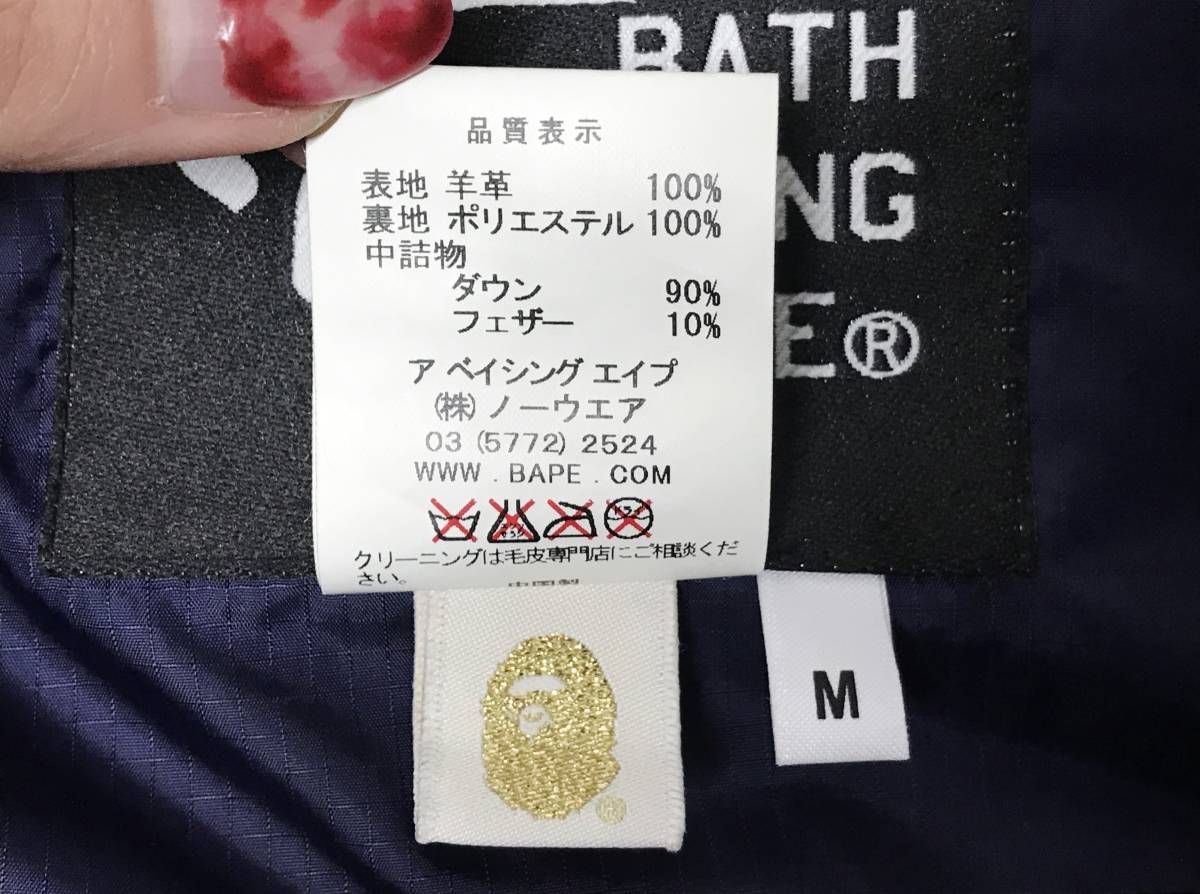 BATH
NG
E®
品質表示
表地 羊革 100%
裏地 ポリエステル 100%
中詰物
ダウン 90%
フェザー 10%
ア ベイシング エイプ
(株) ノーウエア
03 (5772) 2524
WWW . BAPE . COM
クリーニングは毛皮専門店にご相談くだ
さい。
M